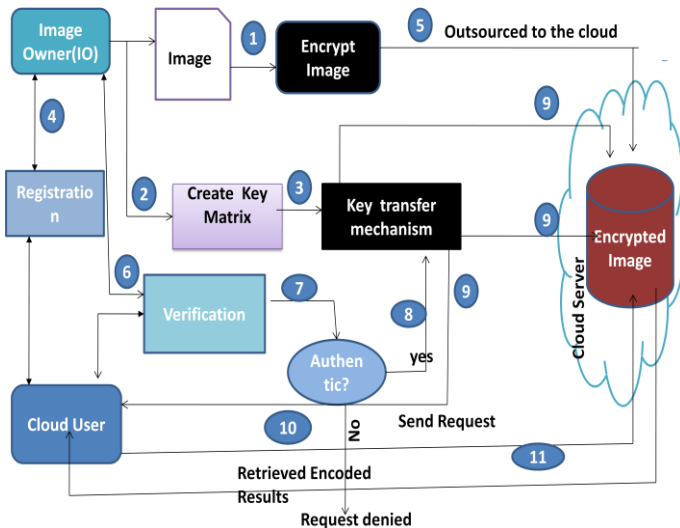 Image
Owner(IO)
Image
1
Encrypt
Image
5
Outsourced to the cloud
4
9
Registratio
n
2
Create Key
Matrix
3
Key transfer
mechanism
9
Encrypted
Image
Cloud Server
6
Verification
7
8
9
Authen
tic?
yes
Cloud User
10
No
Send Request
11
Retrieved Encoded
Results
Request denied